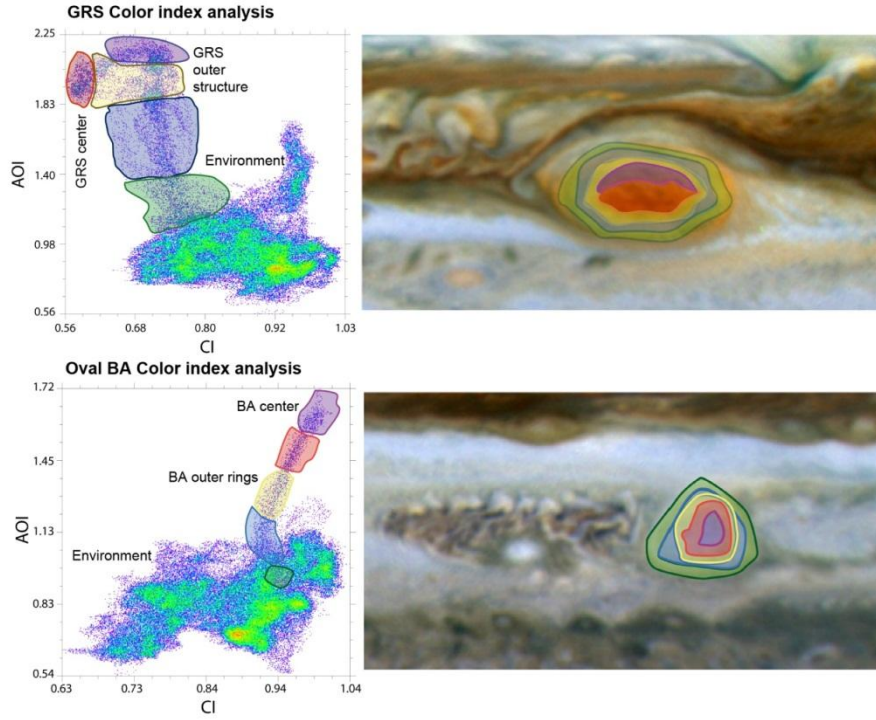 GRS Color index analysis
2.25
1.83
1.40
0.98
0.56
AOI
GRS
outer
structure
GRS center
Environment
0.56
0.68
0.80
0.92
1.03
CI
Oval BA Color index analysis
1.72
1.45
1.13
0.83
0.54
AOI
BA center
BA outer rings
Environment
0.63
0.73
0.84
0.94
1.04
CI